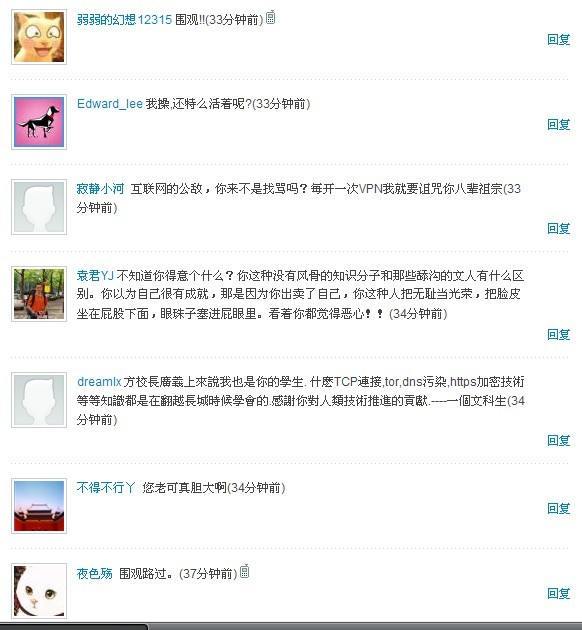 弱弱的幻想12315 围观!!(33分钟前)
回复
Edward_lee 我操,还特么活着呢?(33分钟前)
回复
寂静小河 互联网的公敌，你来不是找骂吗？每开一次VPN我就要诅咒你八辈祖宗(33
分钟前)
回复
袁君YJ 不知道你得意个什么？你这种没有风骨的知识分子和那些舔沟的文人有什么区
别。你以为自己很有成就，那是因为你出卖了自己，你这种人把无耻当光荣，把脸皮
坐在屁股下面，眼珠子塞进屁眼里。看着你都觉得恶心！！(34分钟前)
回复
dreamlx 方校長廣義上來說我也是你的學生. 什麽TCP連接,tor,dns污染,https加密技術
等等知識都是在翻越長城時候學會的.感謝你對人類技術推進的貢獻.----一個文科生(34
分钟前)
回复
不得不行丫 您老可真胆大啊(34分钟前)
回复
夜色殇 围观路过。(37分钟前)
回复